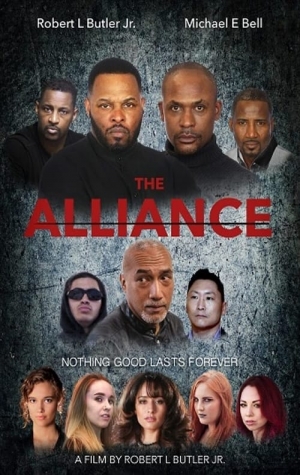 Robert L Butler Jr. Michael E Bell
THE
ALLIANCE
NOTHING GOOD LASTS FOREVER
A FILM BY ROBERT L BUTLER JR.